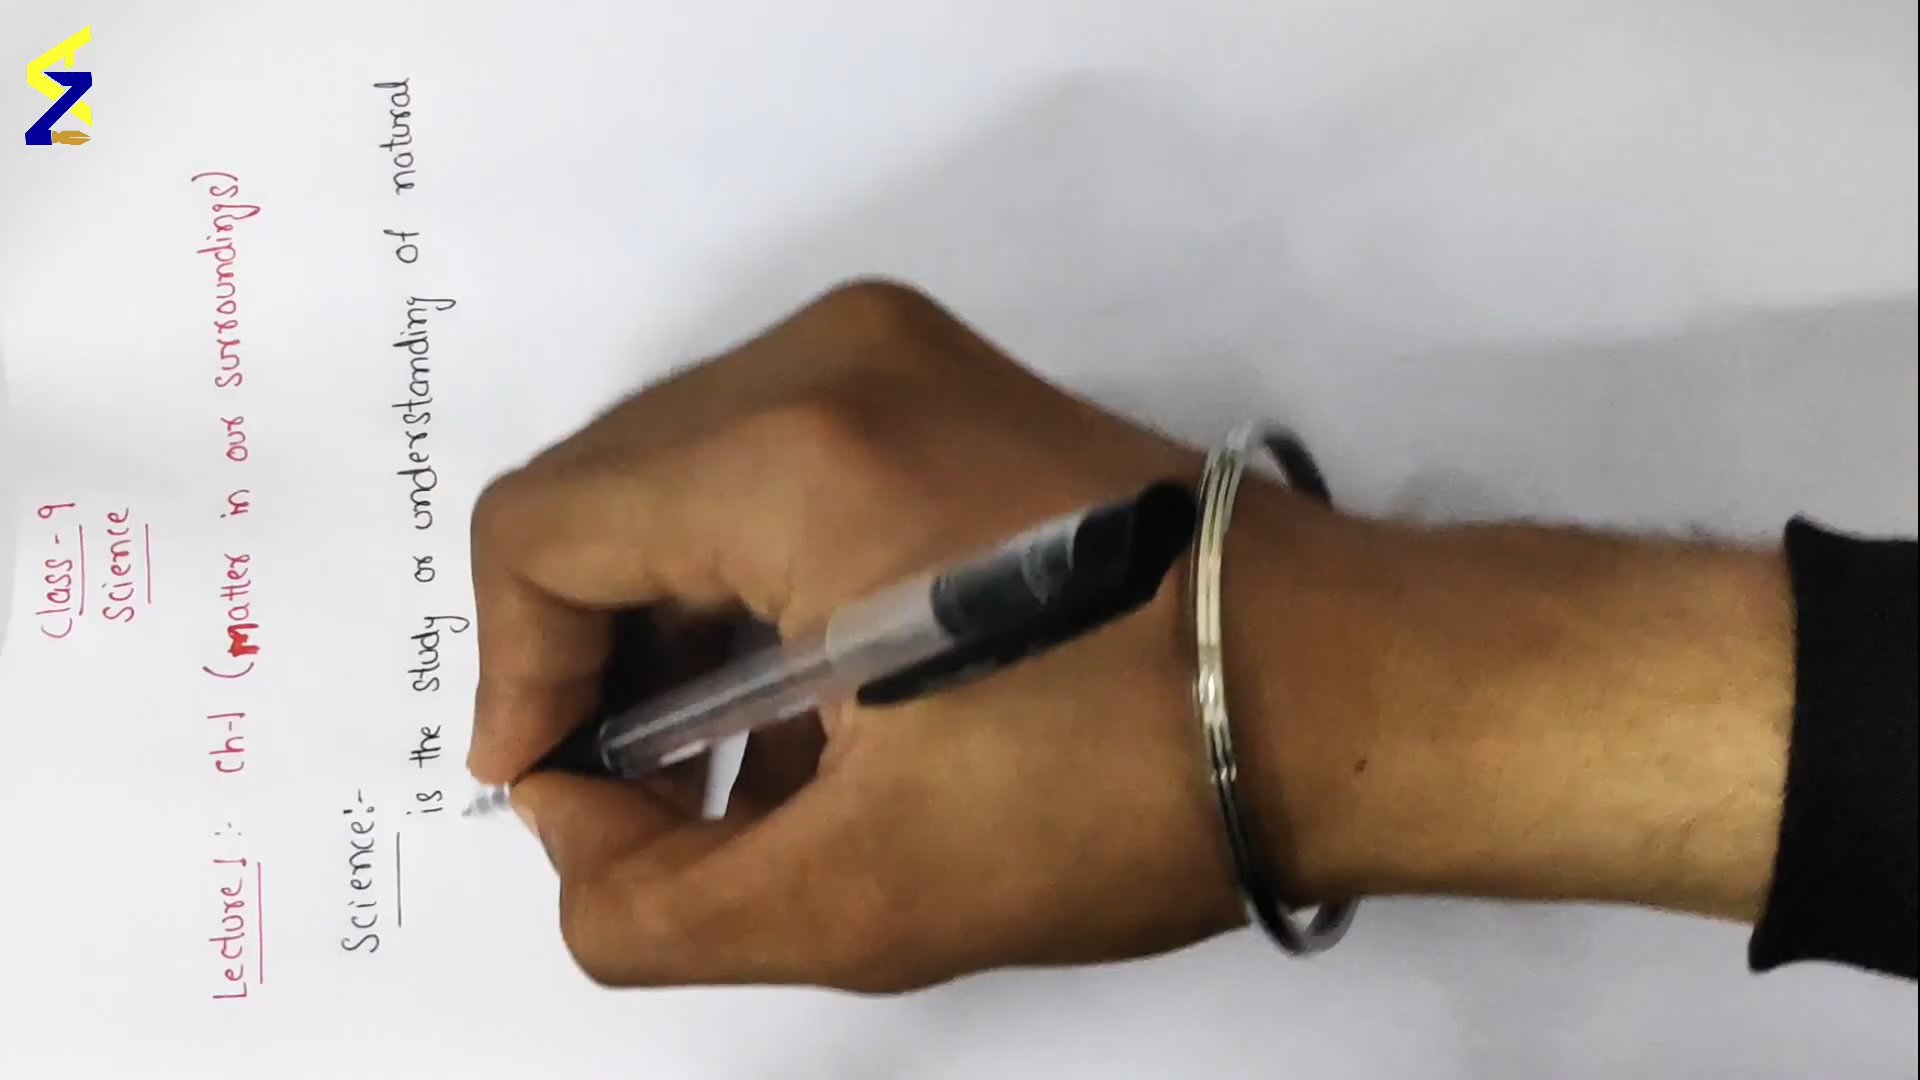 Class - 9
Science
Lecture 1 :- Ch-1 (Matter in our surroundings)
Science:-
is the study or understanding of natural